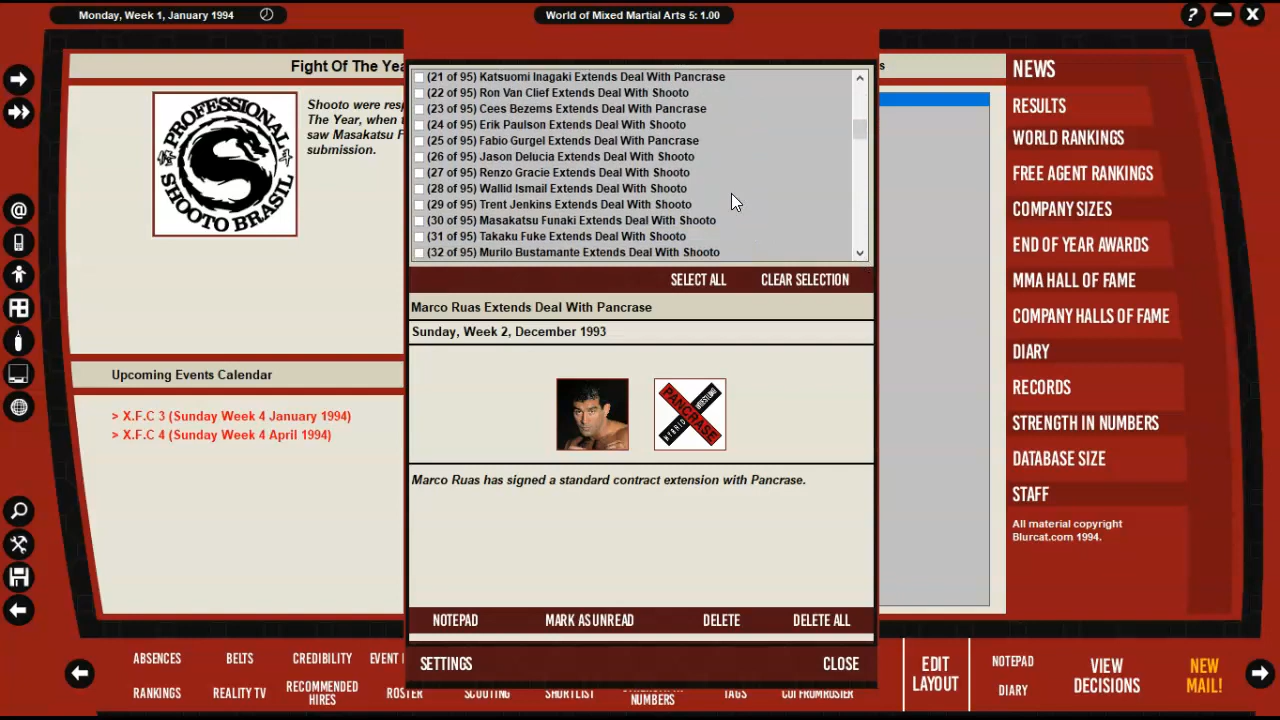 Monday, Week 1, January 1994
World of Mixed Martial Arts 5: 1.00
Fight Of The Yea
s
PROFESSIONAL
SHOOTO BRASIL
Shooto were resp
The Year, when t
saw Masakatsu F
submission.
(21 of 95) Katsuomi Inagaki Extends Deal With Pancrase
(22 of 95) Ron Van Clief Extends Deal With Shooto
(23 of 95) Cees Bezems Extends Deal With Pancrase
(24 of 95) Erik Paulson Extends Deal With Shooto
(25 of 95) Fabio Gurgel Extends Deal With Pancrase
(26 of 95) Jason Delucia Extends Deal With Shooto
(27 of 95) Renzo Gracie Extends Deal With Shooto
(28 of 95) Wallid Ismail Extends Deal With Shooto
(29 of 95) Trent Jenkins Extends Deal With Shooto
(30 of 95) Masakatsu Funaki Extends Deal With Shooto
(31 of 95) Takaku Fuke Extends Deal With Shooto
(32 of 95) Murilo Bustamante Extends Deal With Shooto
SELECT ALL
CLEAR SELECTION
Marco Ruas Extends Deal With Pancrase
Sunday, Week 2, December 1993
PANCRASE
HYBRID WRESTLING
Marco Ruas has signed a standard contract extension with Pancrase.
NOTEPAD
MARK AS UNREAD
DELETE
DELETE ALL
SETTINGS
CLOSE
Upcoming Events Calendar
> X.F.C 3 (Sunday Week 4 January 1994)
> X.F.C 4 (Sunday Week 4 April 1994)
NEWS
RESULTS
WORLD RANKINGS
FREE AGENT RANKINGS
COMPANY SIZES
END OF YEAR AWARDS
MMA HALL OF FAME
COMPANY HALLS OF FAME
DIARY
RECORDS
STRENGTH IN NUMBERS
DATABASE SIZE
STAFF
All material copyright
Blurcat.com 1994.
ABSENCES
BELTS
CREDIBILITY
EVENT
RANKINGS
REALITY TV
RECOMMENDED
HIRES
ROSTER
SCOUTING
SHORTLIST
STRENGTH IN
NUMBERS
TAGS
EDIT
LAYOUT
NOTEPAD
DIARY
VIEW
DECISIONS
NEW
MAIL!